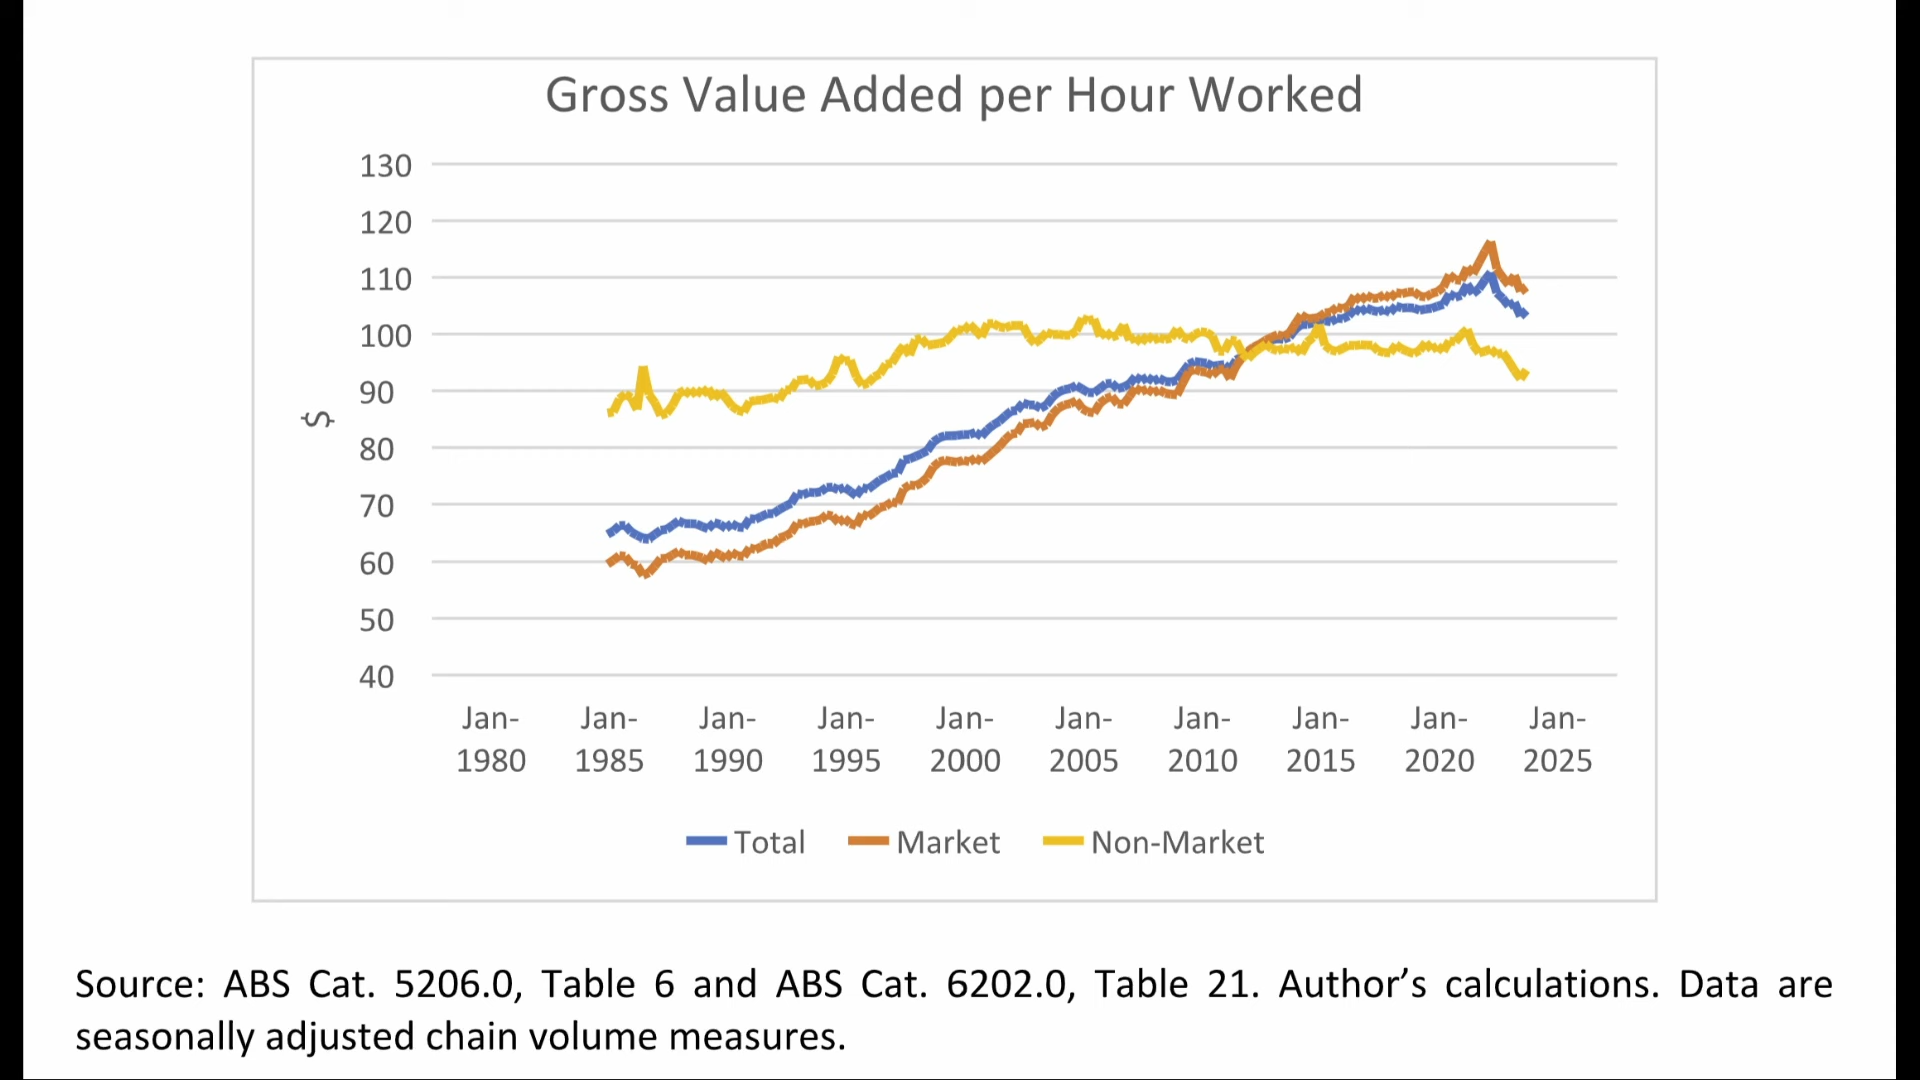 Gross Value Added per Hour Worked
130
120
110
100
90
80
70
60
50
40
$
Jan-1980 Jan-1985 Jan-1990 Jan-1995 Jan-2000 Jan-2005 Jan-2010 Jan-2015 Jan-2020 Jan-2025
Total Market Non-Market
Source: ABS Cat. 5206.0, Table 6 and ABS Cat. 6202.0, Table 21. Author’s calculations. Data are
seasonally adjusted chain volume measures.